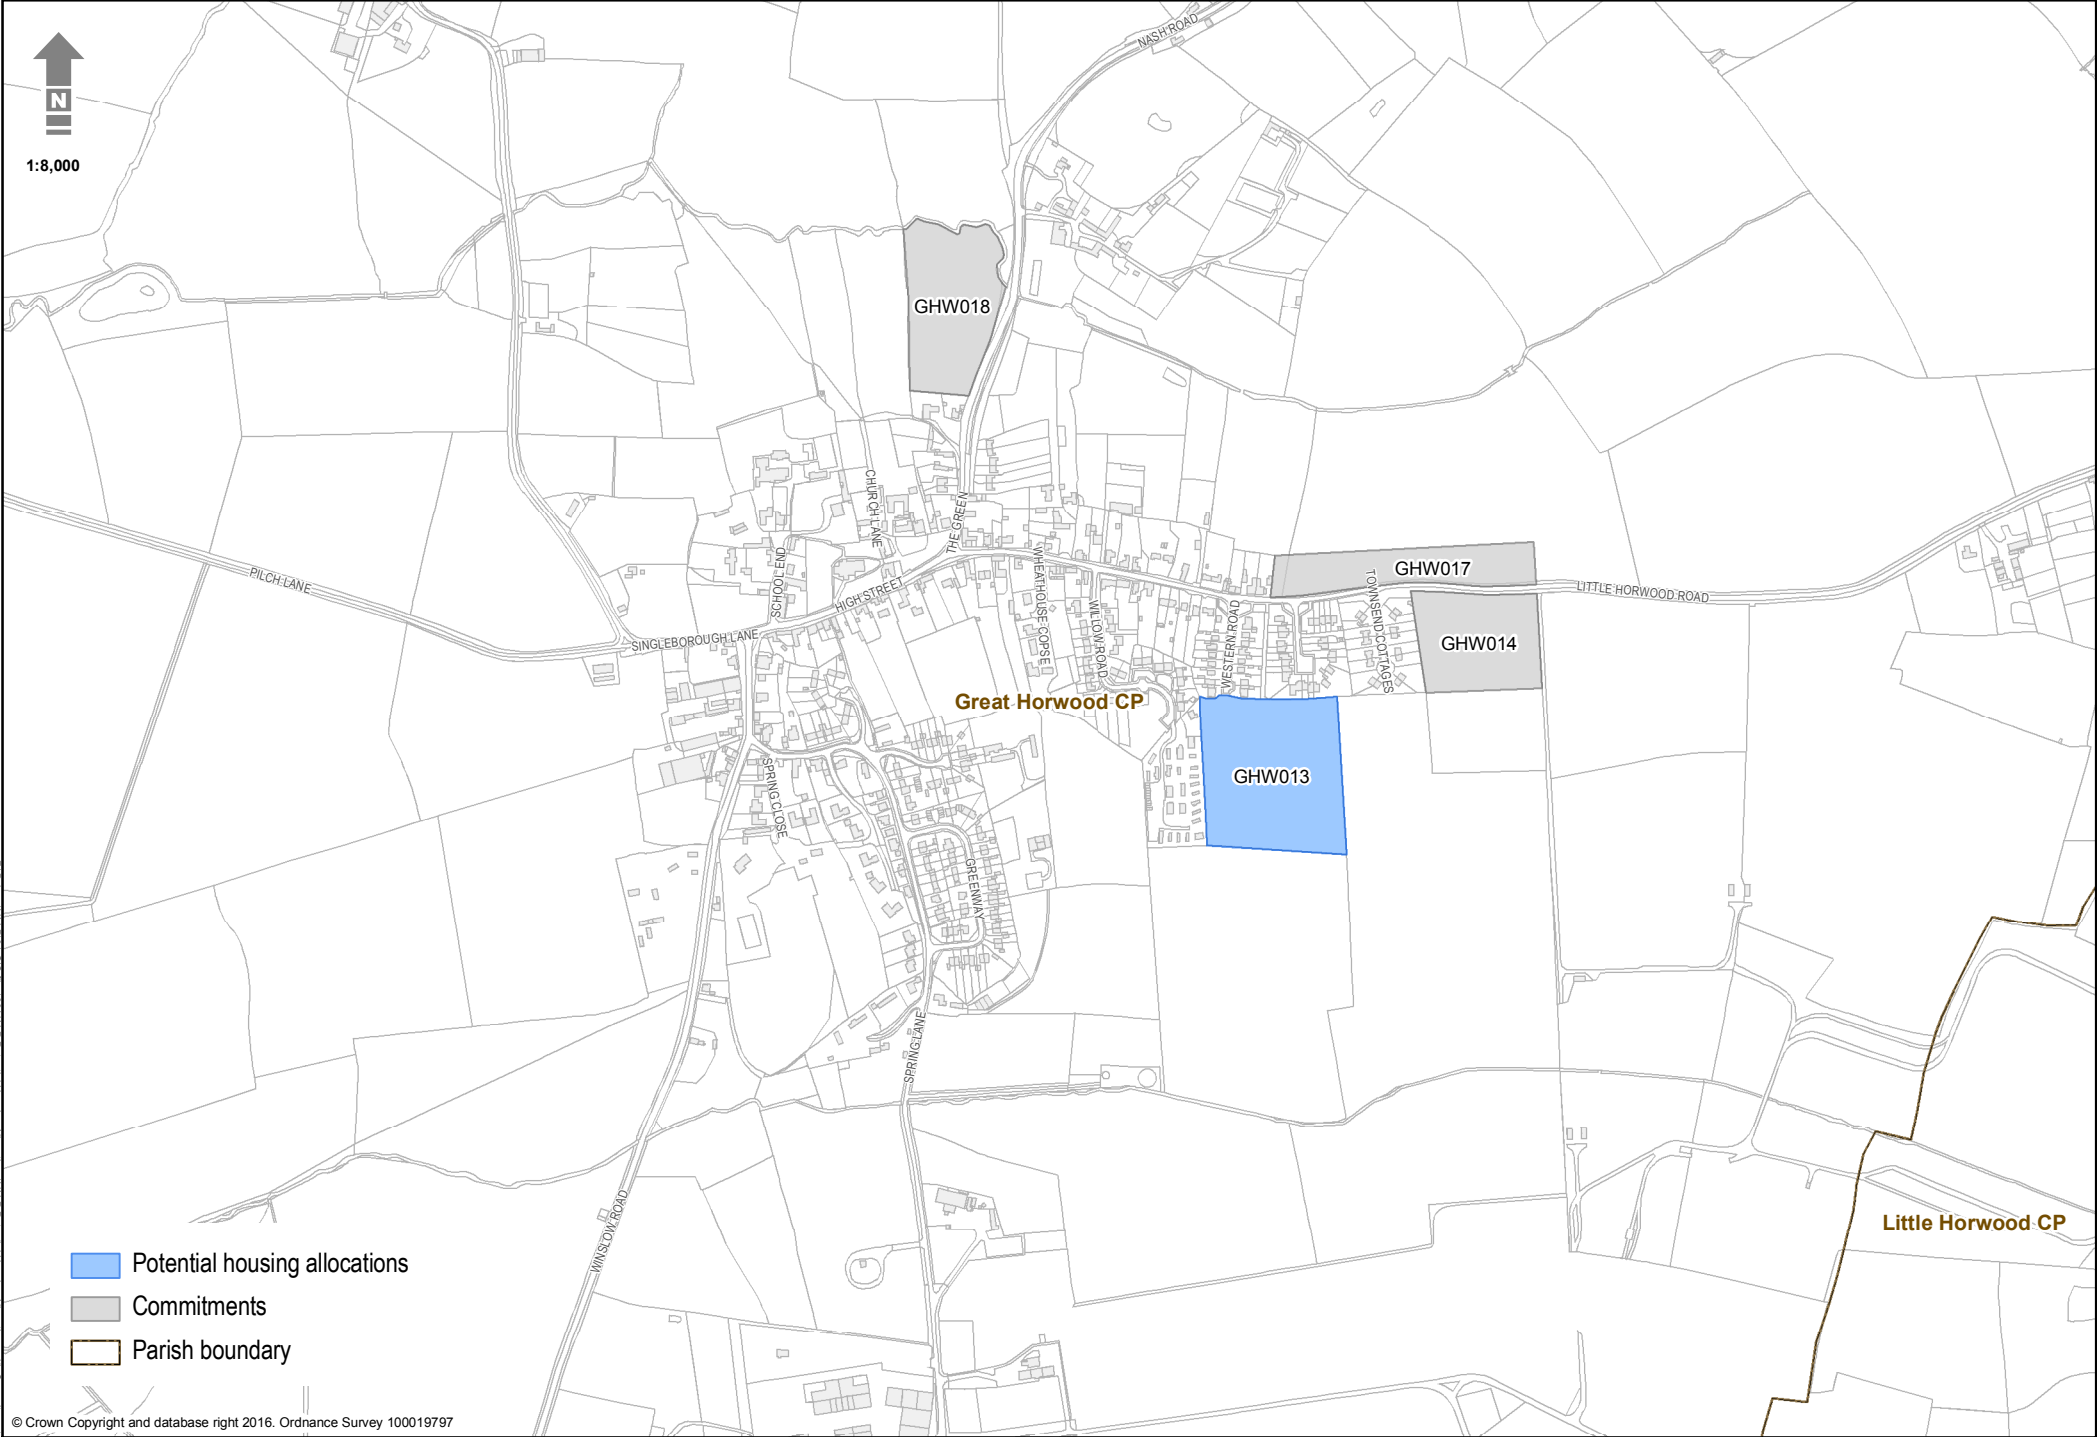 NASH ROAD
N
1:8,000
GHW018
CHURCH LANE
THE GREEN
PILCH LANE
SCHOOL END
HIGH STREET
WHEATHOUSE COPSE
GHW017
TOWNSEND COTTAGES
LITTLE HORWOOD ROAD
SINGLEBOROUGH LANE
WILLOW ROAD
WESTERN ROAD
GHW014
Great Horwood CP
GHW013
SPRING CLOSE
GREENWAY
SPRING LANE
WINSLOW ROAD
Little Horwood CP
Potential housing allocations
Commitments
Parish boundary
© Crown Copyright and database right 2016. Ordnance Survey 100019797